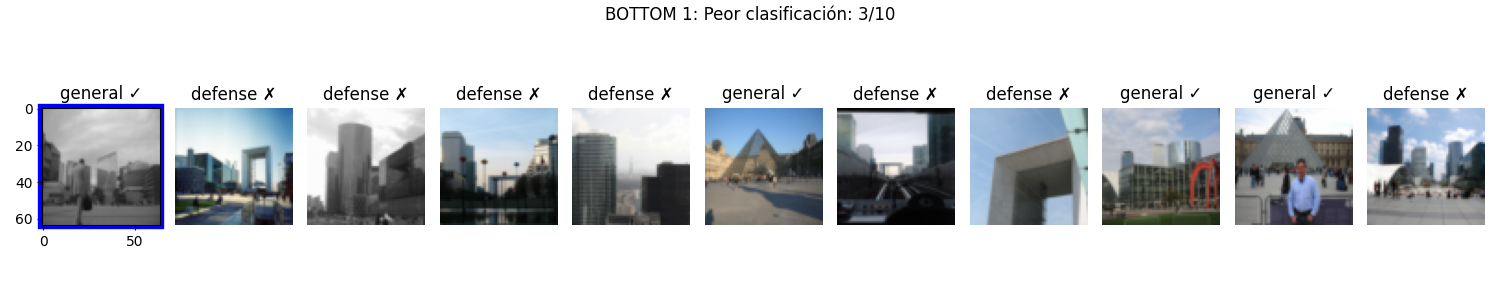 BOTTOM 1: Peor clasificación: 3/10
general ✓ defense ✗ defense ✗ defense ✗ defense ✗ general ✓ defense ✗ defense ✗ general ✓ general ✓ defense ✗
0
20
40
60
0 50